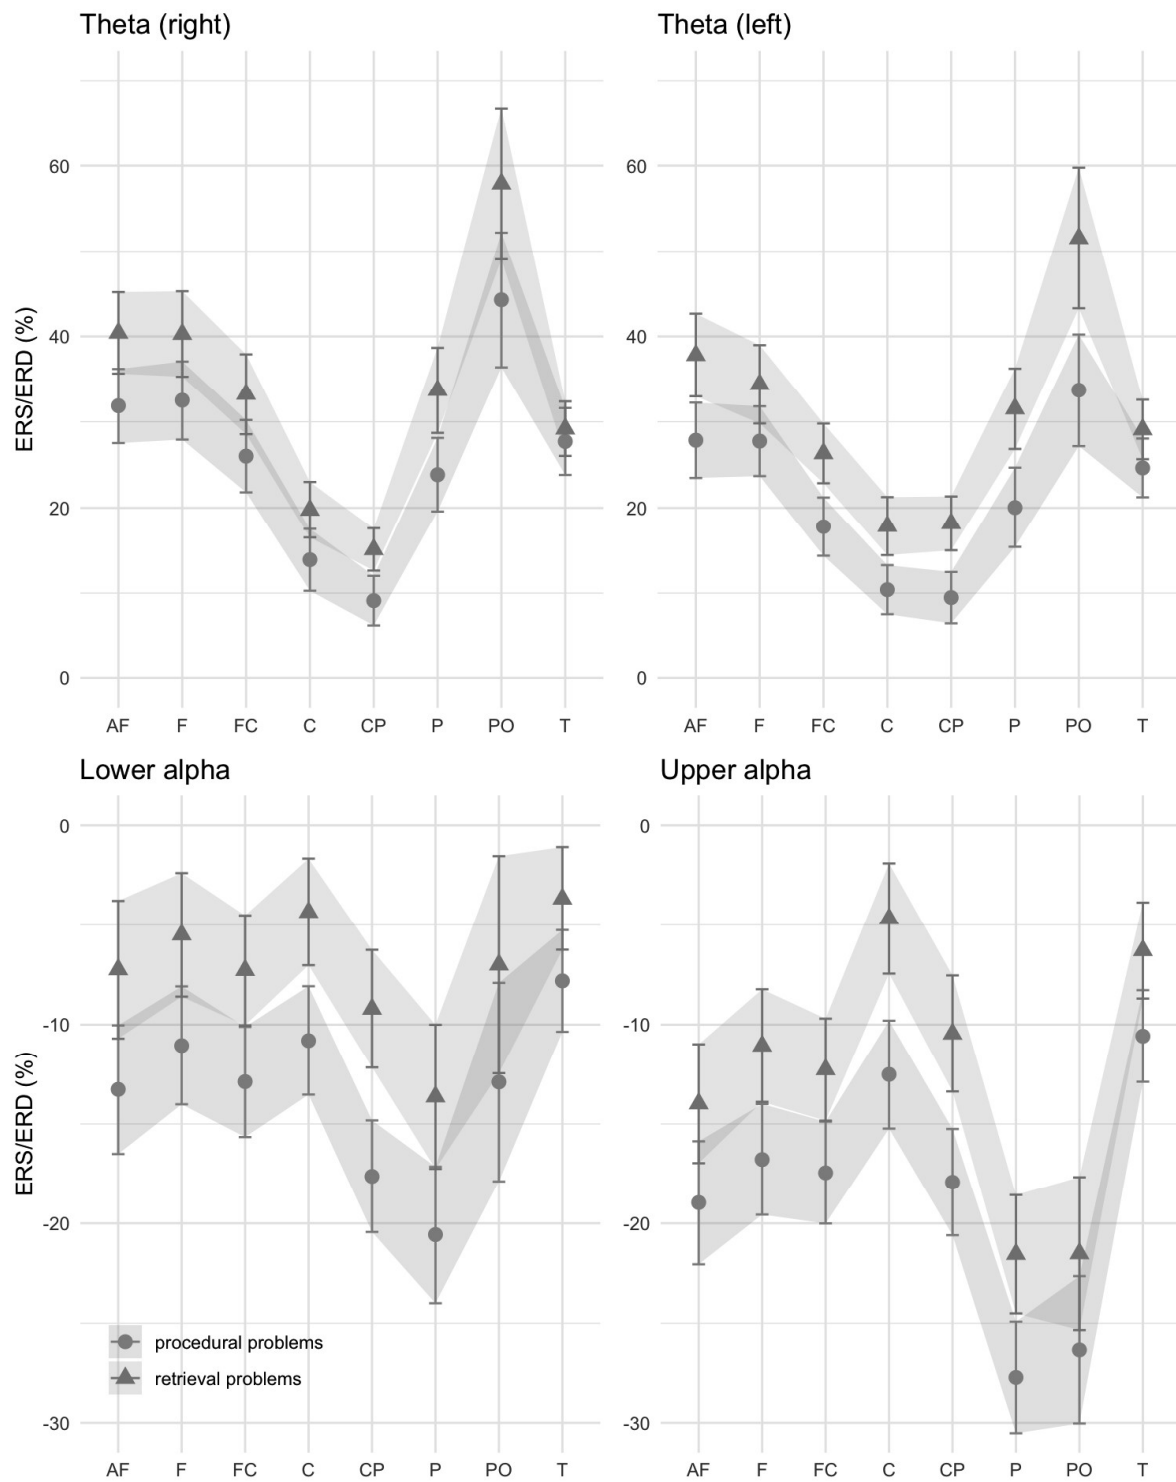 Theta (right)
Theta (left)
ERS/ERD (%)
60
40
20
0
60
40
20
0
AF F FC C CP P PO T
AF F FC C CP P PO T
Lower alpha
Upper alpha
ERS/ERD (%)
0
-10
-20
-30
0
-10
-20
-30
procedural problems
retrieval problems
AF F FC C CP P PO T
AF F FC C CP P PO T